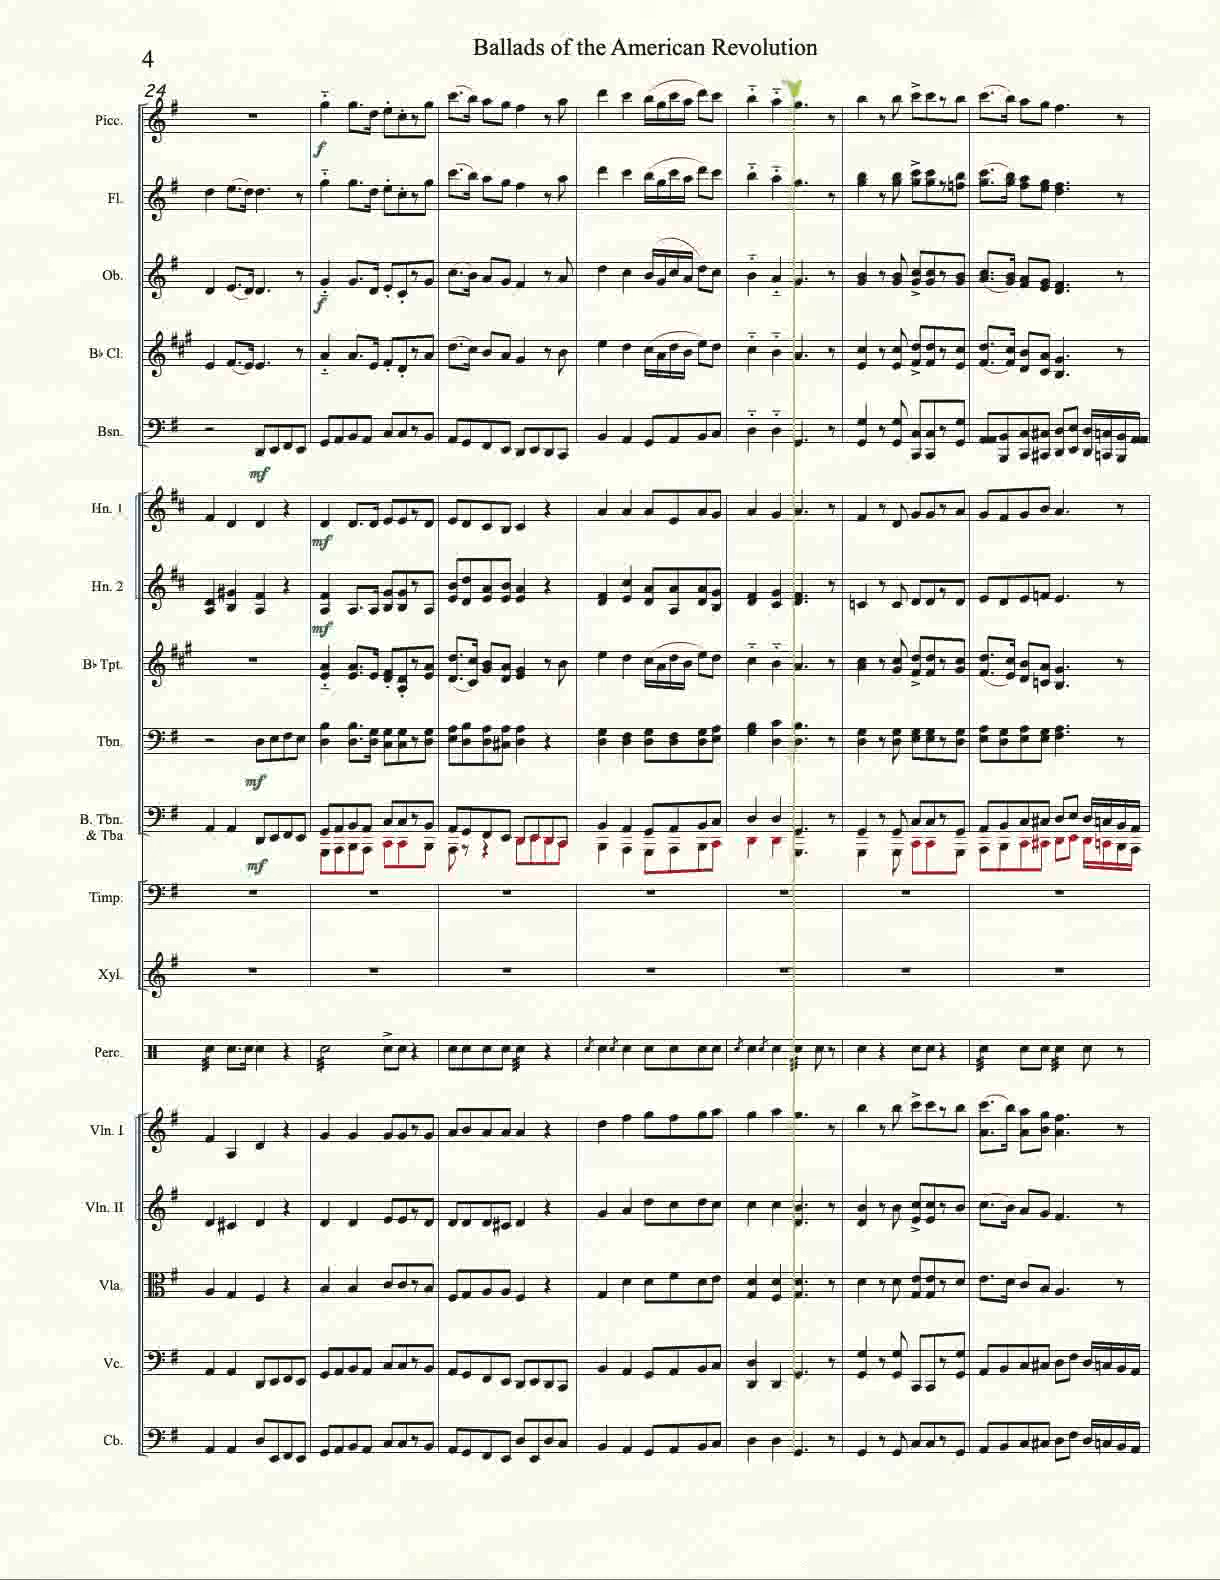 Ballads of the American Revolution
4
24
Picc.
f
Fl.
Ob.
f
B♭ Cl.
Bsn.
mf
Hn. 1
mf
Hn. 2
mf
B♭ Tpt.
Tbn.
mf
B. Tbn.
& Tba
mf
Timp.
Xyl.
Perc.
Vln. I
Vln. II
Vla.
Vc.
Cb.